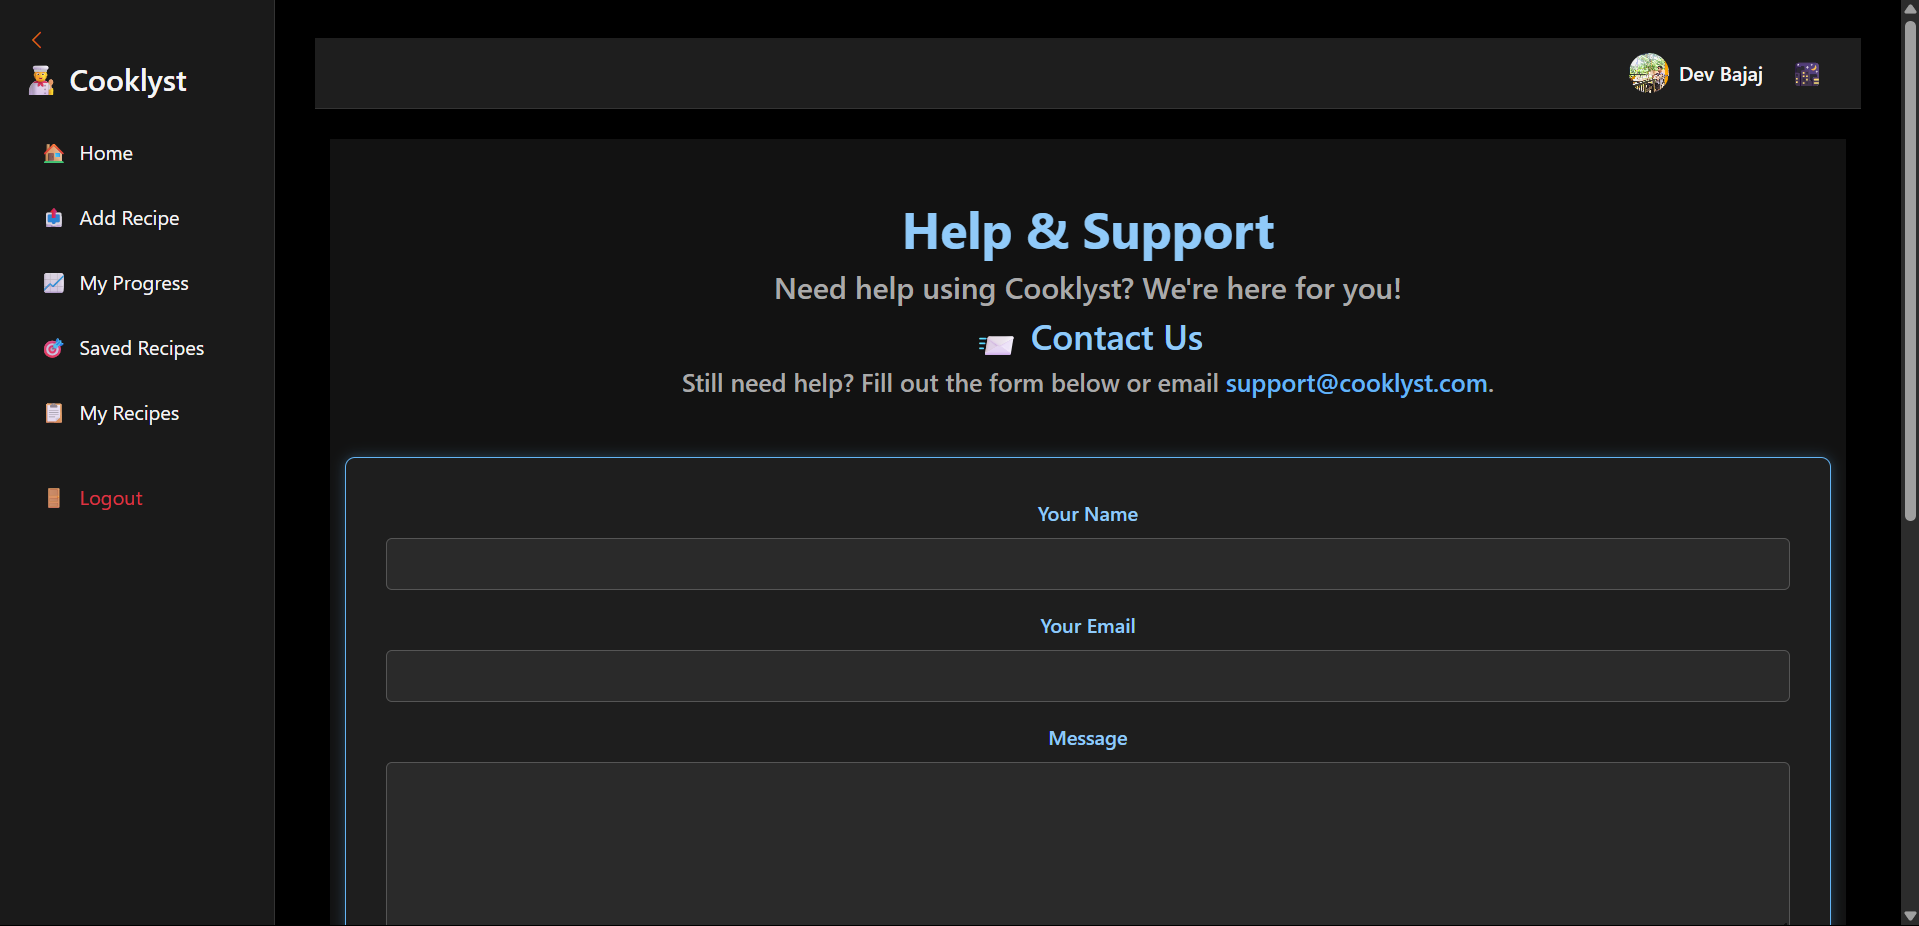 Cooklyst
Home
Add Recipe
My Progress
Saved Recipes
My Recipes
Logout
Dev Bajaj
Help & Support
Need help using Cooklyst? We're here for you!
Contact Us
Still need help? Fill out the form below or email support@cooklyst.com.
Your Name
Your Email
Message